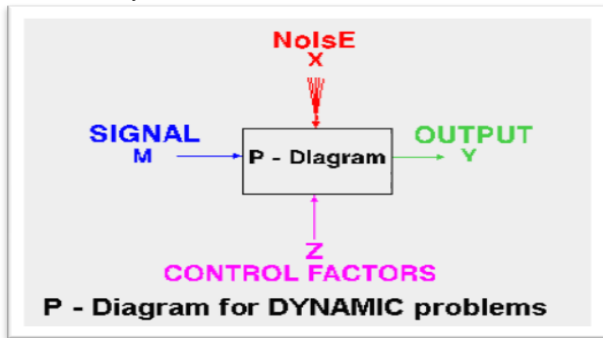 NoIsE
X
SIGNAL
M
P - DIagram
OUTPUT
Y
Z
CONTROL FACTORS
P - Diagram for DYNAMIC problems